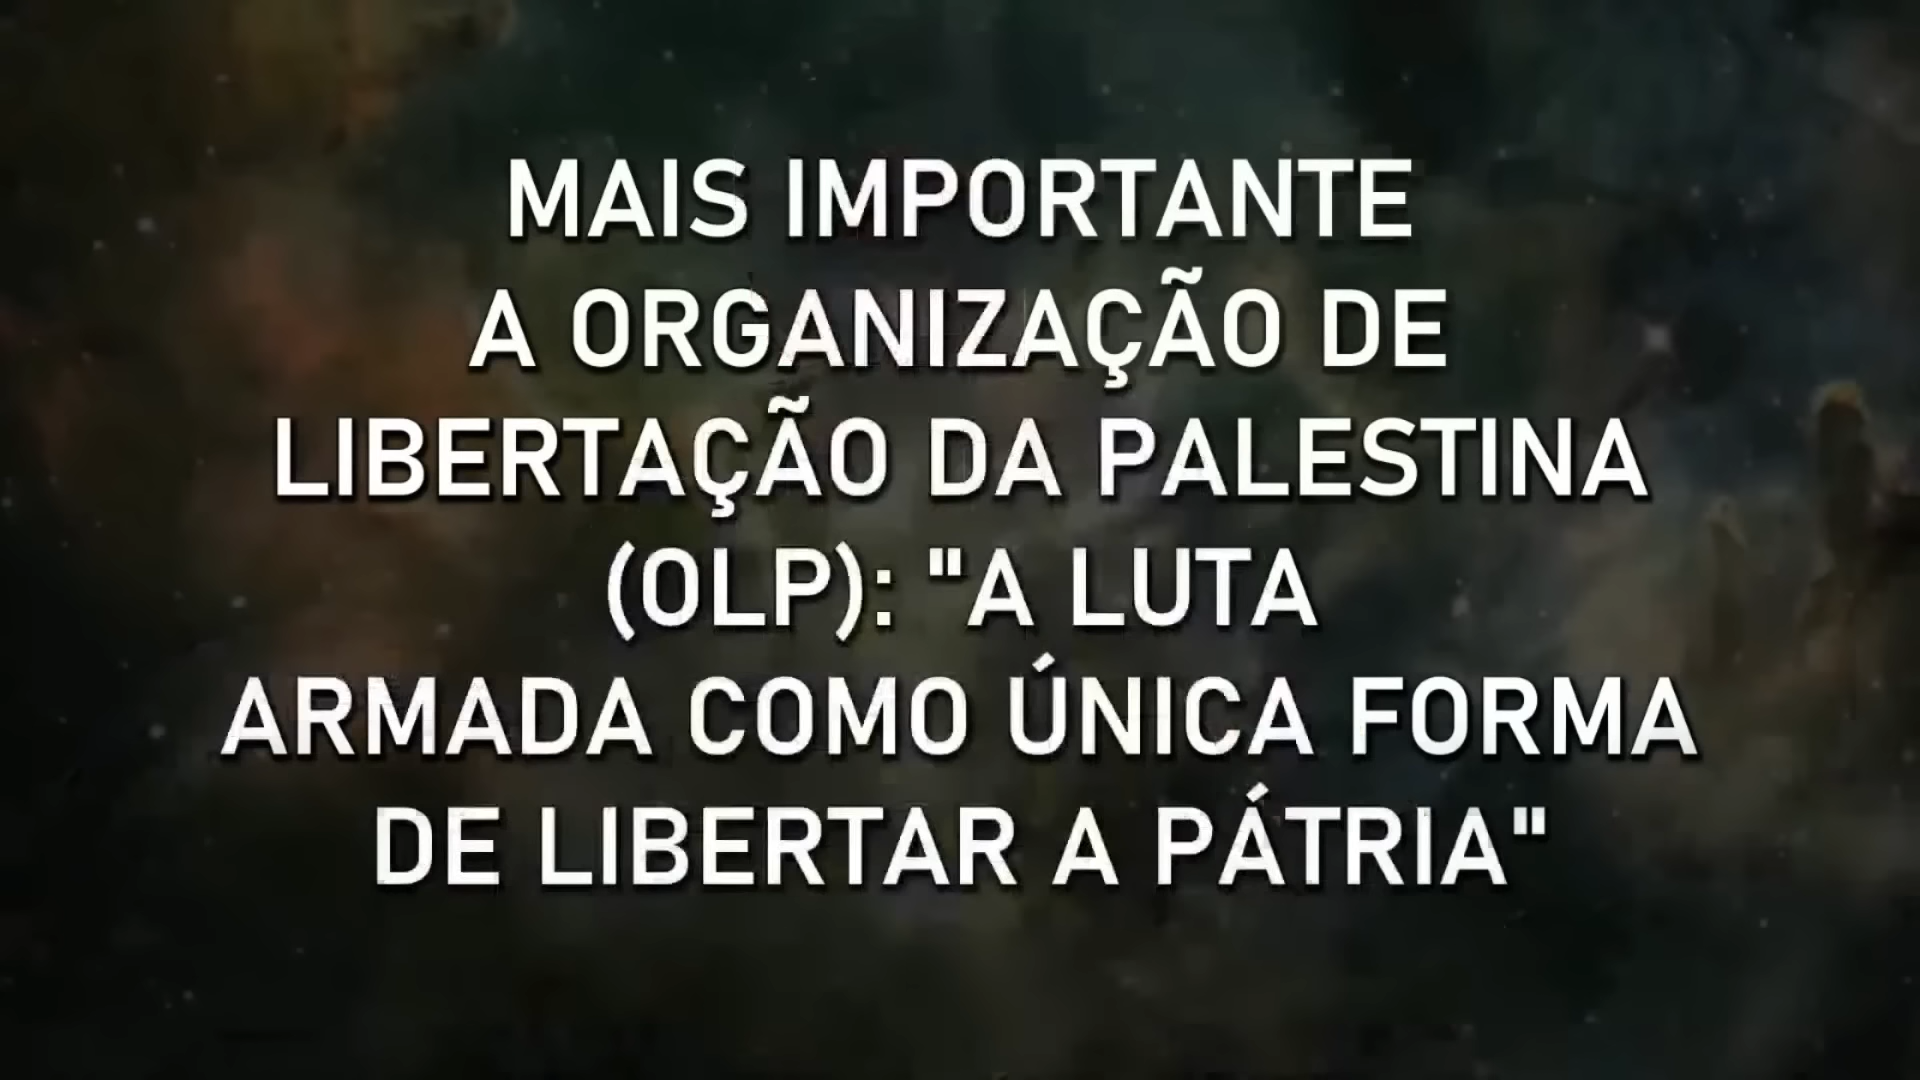 MAIS IMPORTANTE
A ORGANIZAÇÃO DE
LIBERTAÇÃO DA PALESTINA
(OLP): "A LUTA
ARMADA COMO ÚNICA FORMA
DE LIBERTAR A PÁTRIA"